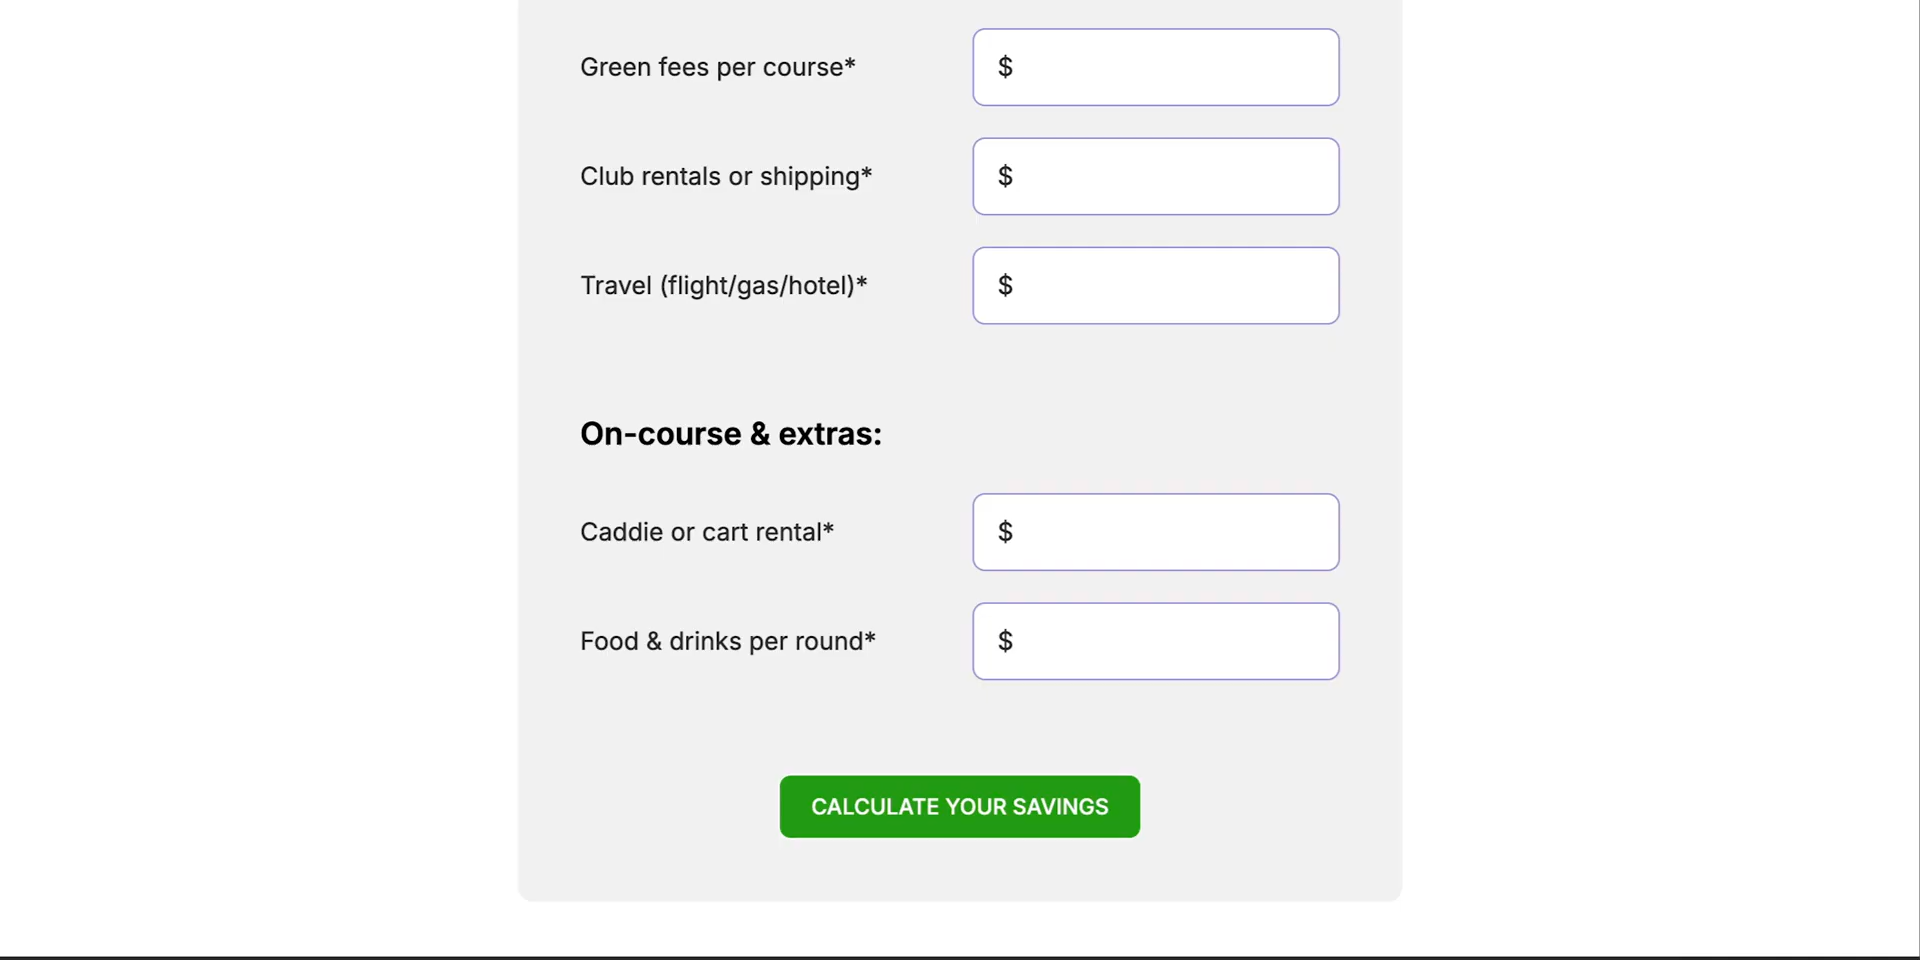 Green fees per course* $
Club rentals or shipping* $
Travel (flight/gas/hotel)* $
On-course & extras:
Caddie or cart rental* $
Food & drinks per round* $
CALCULATE YOUR SAVINGS